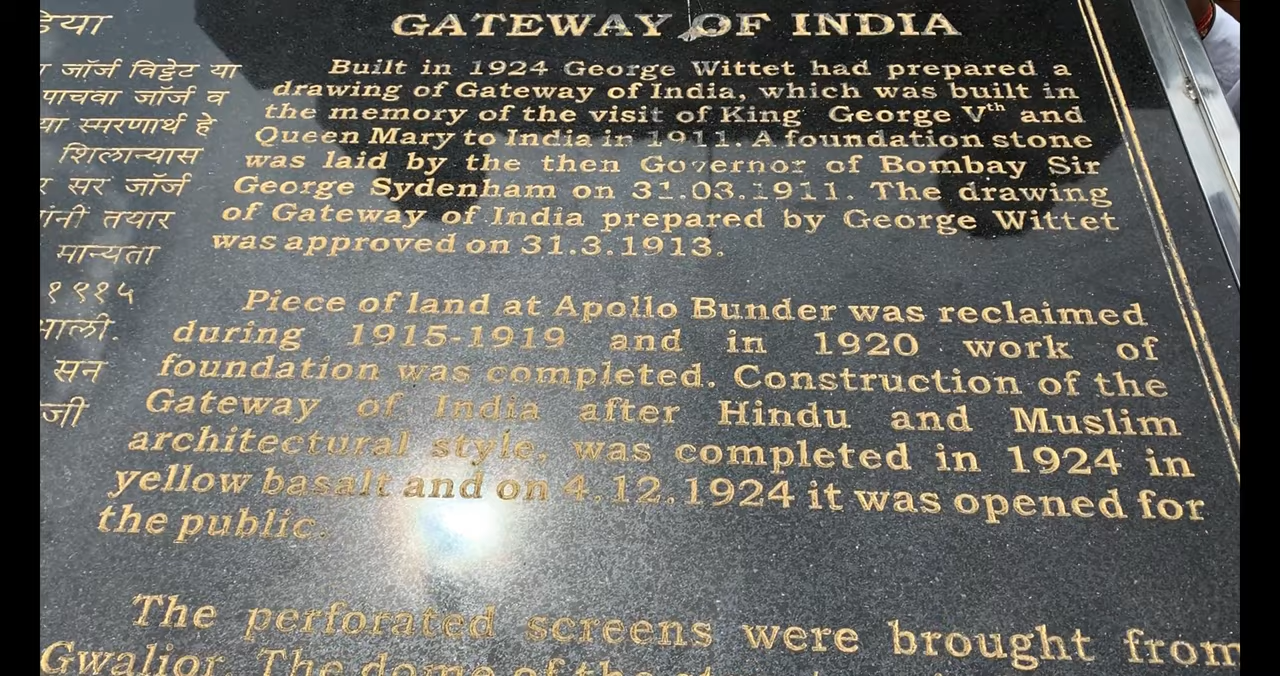 डिया
जॉर्ज विट्टेट या
पाचवा जॉर्ज व
या स्मरणार्थ हे
शिलान्यास
सर जॉर्ज
तयार
मान्यता
१९१५
सन
जी
GATEWAY OF INDIA
Built in 1924 George Wittet had prepared a
drawing of Gateway of India, which was built in
the memory of the visit of King George Vth and
Queen Mary to India in 1911. A foundation stone
was laid by the then Governor of Bombay Sir
George Sydenham on 31.03.1911. The drawing
of Gateway of India prepared by George Wittet
was approved on 31.3.1913.
Piece of land at Apollo Bunder was reclaimed
during 1915-1919 and in 1920 work of
foundation was completed. Construction of the
Gateway of India after Hindu and Muslim
architectural style, was completed in 1924 in
yellow basalt and on 4.12.1924 it was opened for
the public.
The perforated screens were brought from
Gwalior. The dome of the